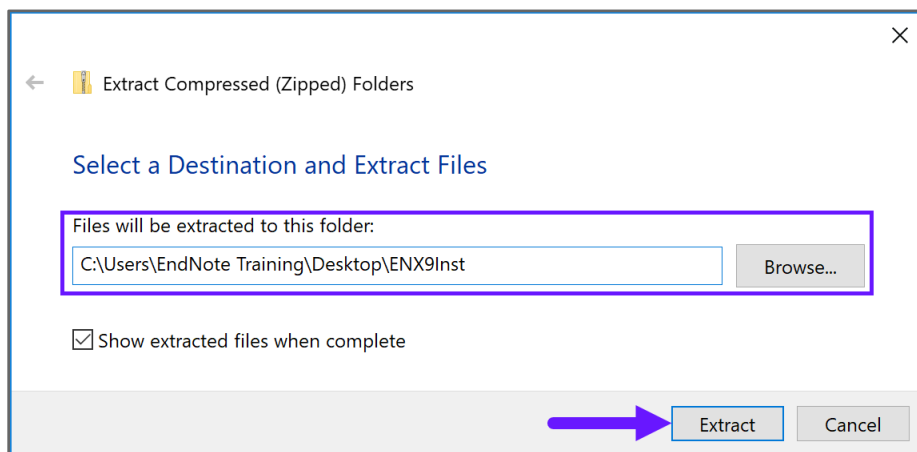 Extract Compressed (Zipped) Folders
Select a Destination and Extract Files
Files will be extracted to this folder:
C:\Users\EndNote Training\Desktop\ENX9Inst
Browse...
Show extracted files when complete
Extract
Cancel